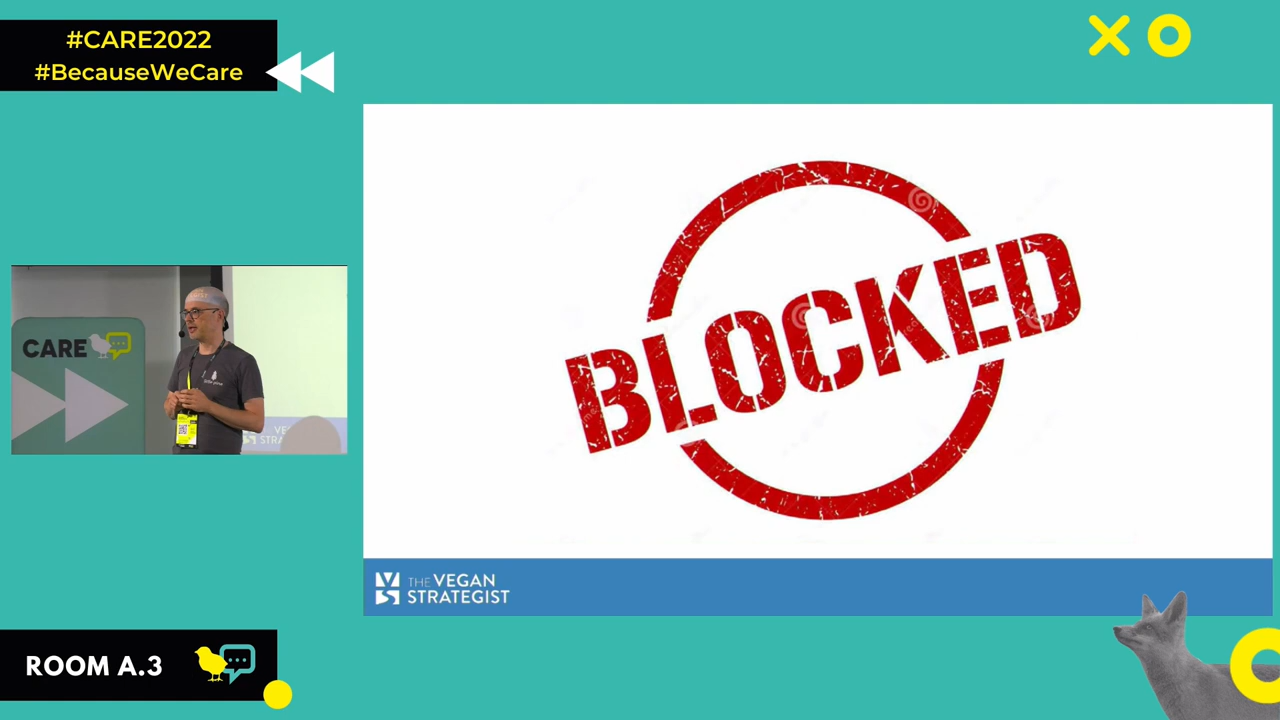 #CARE2022
#BecauseWeCare
BLOCKED
CARE
THE VEGAN
STRATEGIST
ROOM A.3